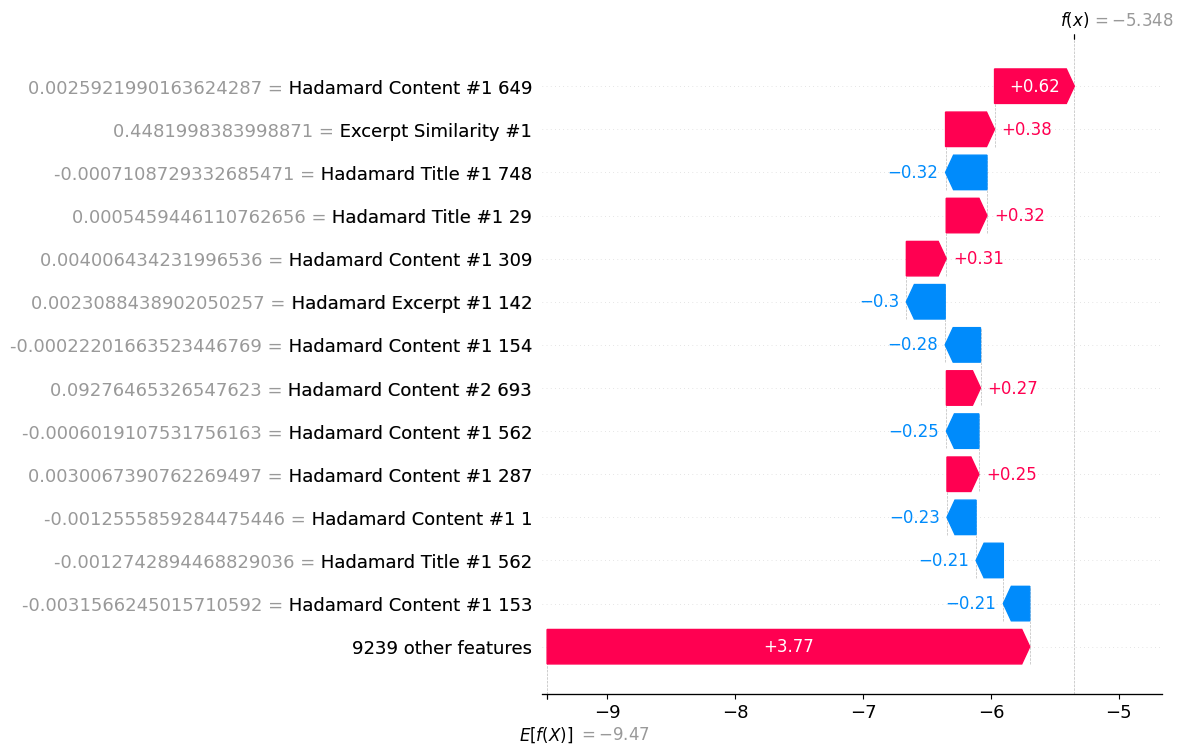 f(x) = −5.348
0.0025921990163624287 = Hadamard Content #1 649 +0.62
0.4481998383998871 = Excerpt Similarity #1 +0.38
-0.0007108729332685471 = Hadamard Title #1 748 −0.32
0.0005459446110762656 = Hadamard Title #1 29 +0.32
0.004006434231996536 = Hadamard Content #1 309 +0.31
0.0023088438902050257 = Hadamard Excerpt #1 142 −0.3
-0.00022201663523446769 = Hadamard Content #1 154 −0.28
0.09276465326547623 = Hadamard Content #2 693 +0.27
-0.0006019107531756163 = Hadamard Content #1 562 −0.25
0.0030067390762269497 = Hadamard Content #1 287 +0.25
-0.0012555859284475446 = Hadamard Content #1 1 −0.23
-0.0012742894468829036 = Hadamard Title #1 562 −0.21
-0.0031566245015710592 = Hadamard Content #1 153 −0.21
9239 other features +3.77
−9 −8 −7 −6 −5
E[f(X)] = −9.47